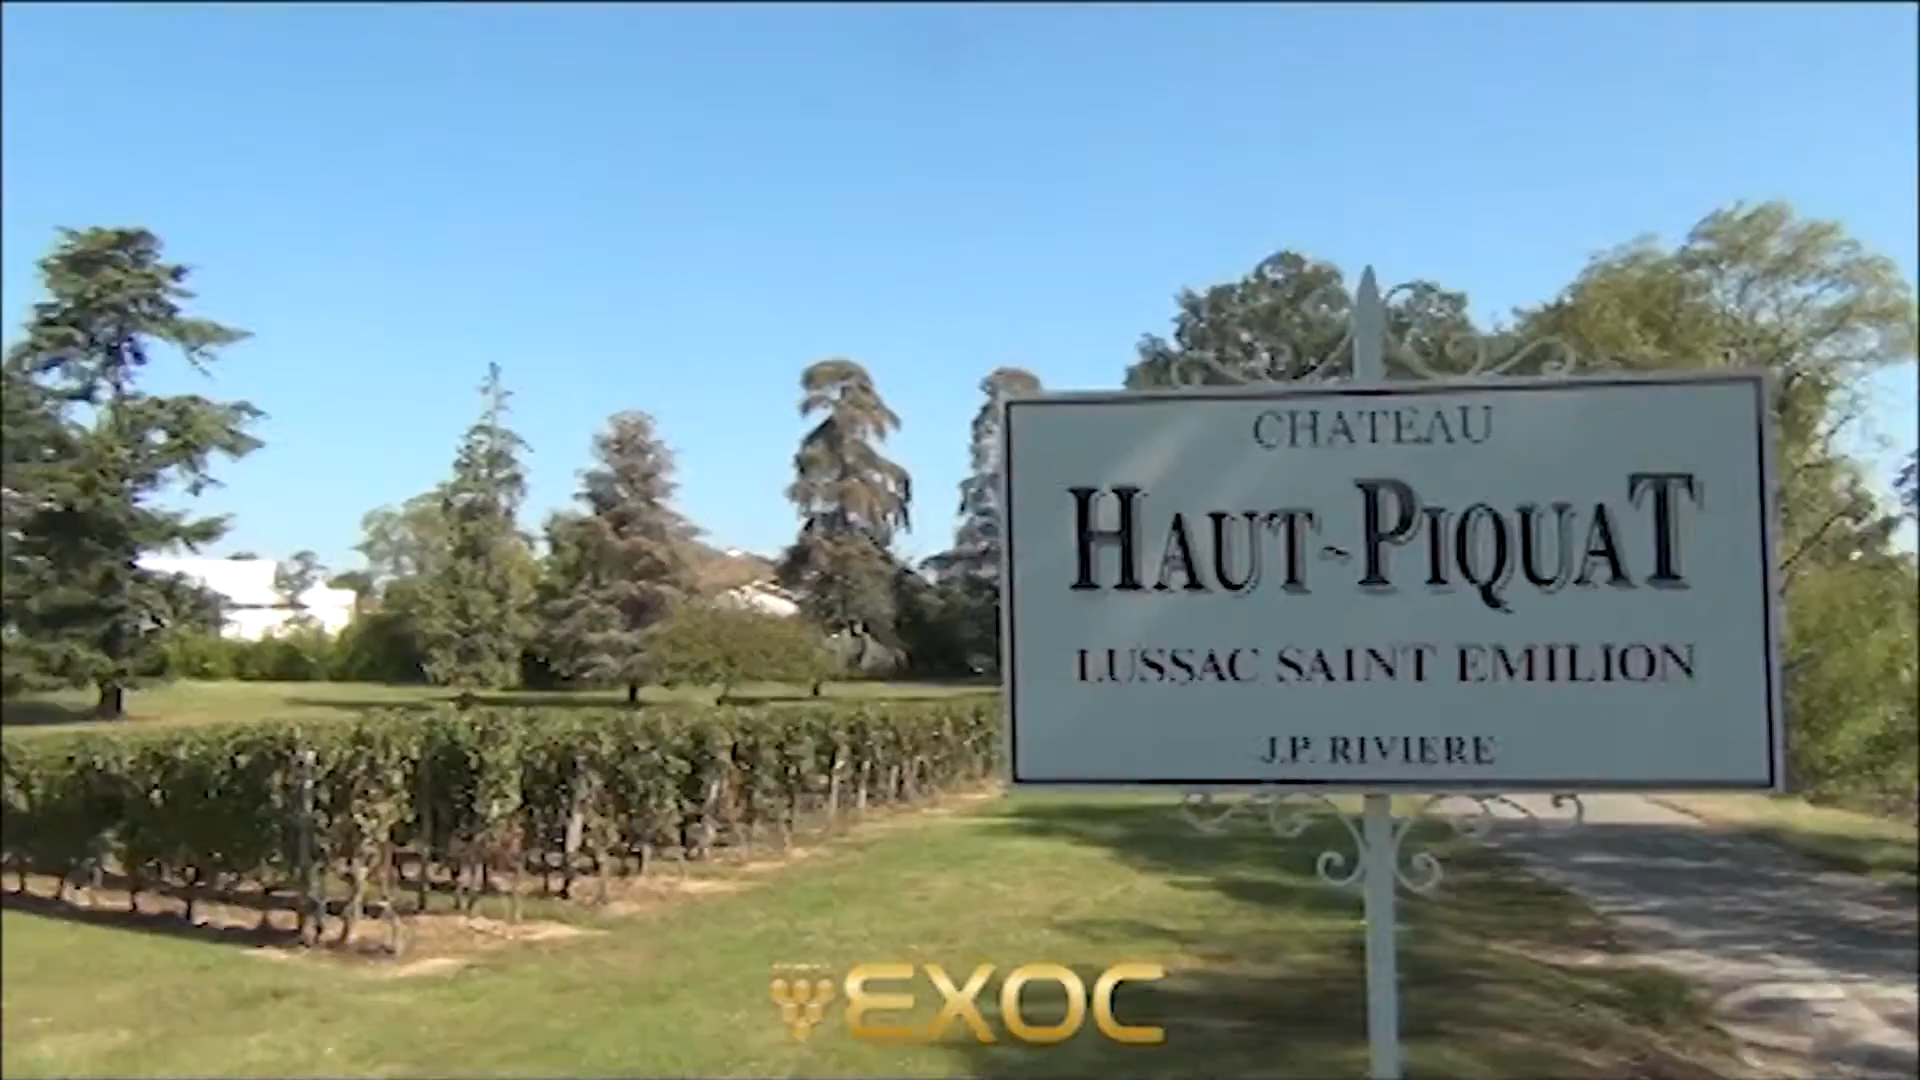 CHATEAU
HAUT-PIQUAT
LUSSAC SAINT EMILION
J.P. RIVIERE
EXOC